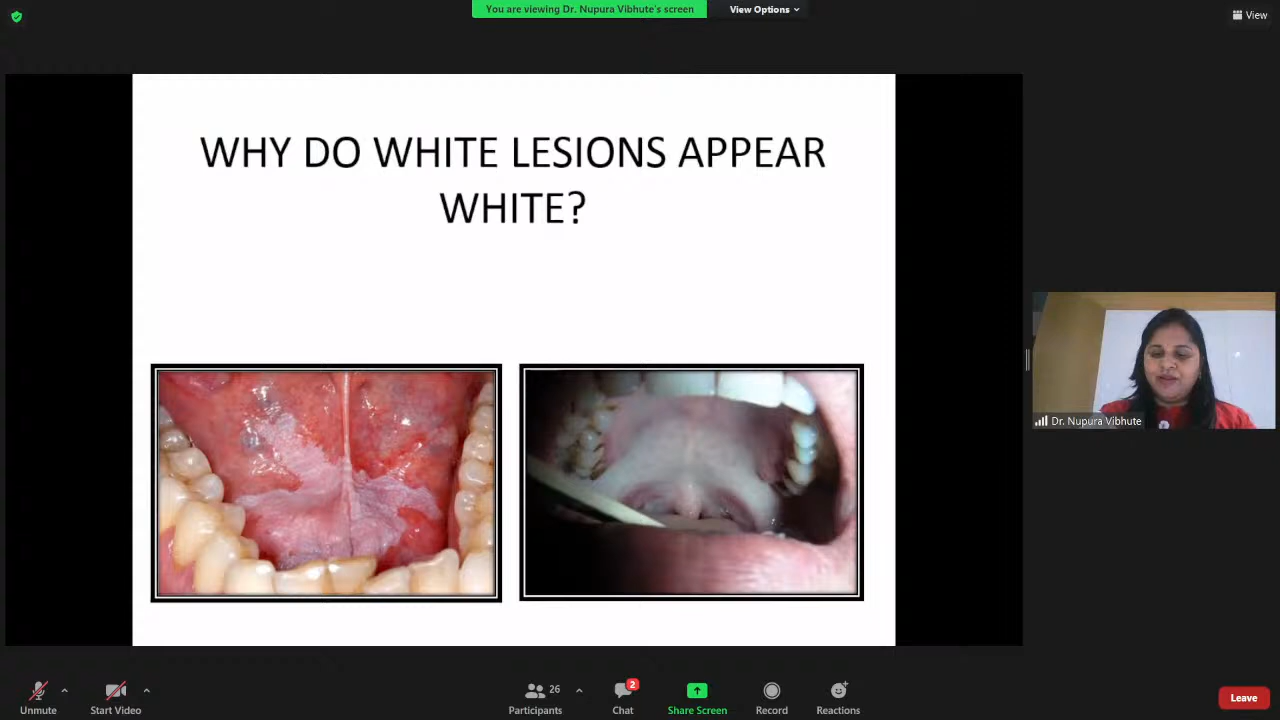 You are viewing Dr. Nupura Vibhute's screen
View Options
View
WHY DO WHITE LESIONS APPEAR
WHITE?
Dr. Nupura Vibhute
Unmute
Start Video
26
Participants
2
Chat
Share Screen
Record
Reactions
Leave